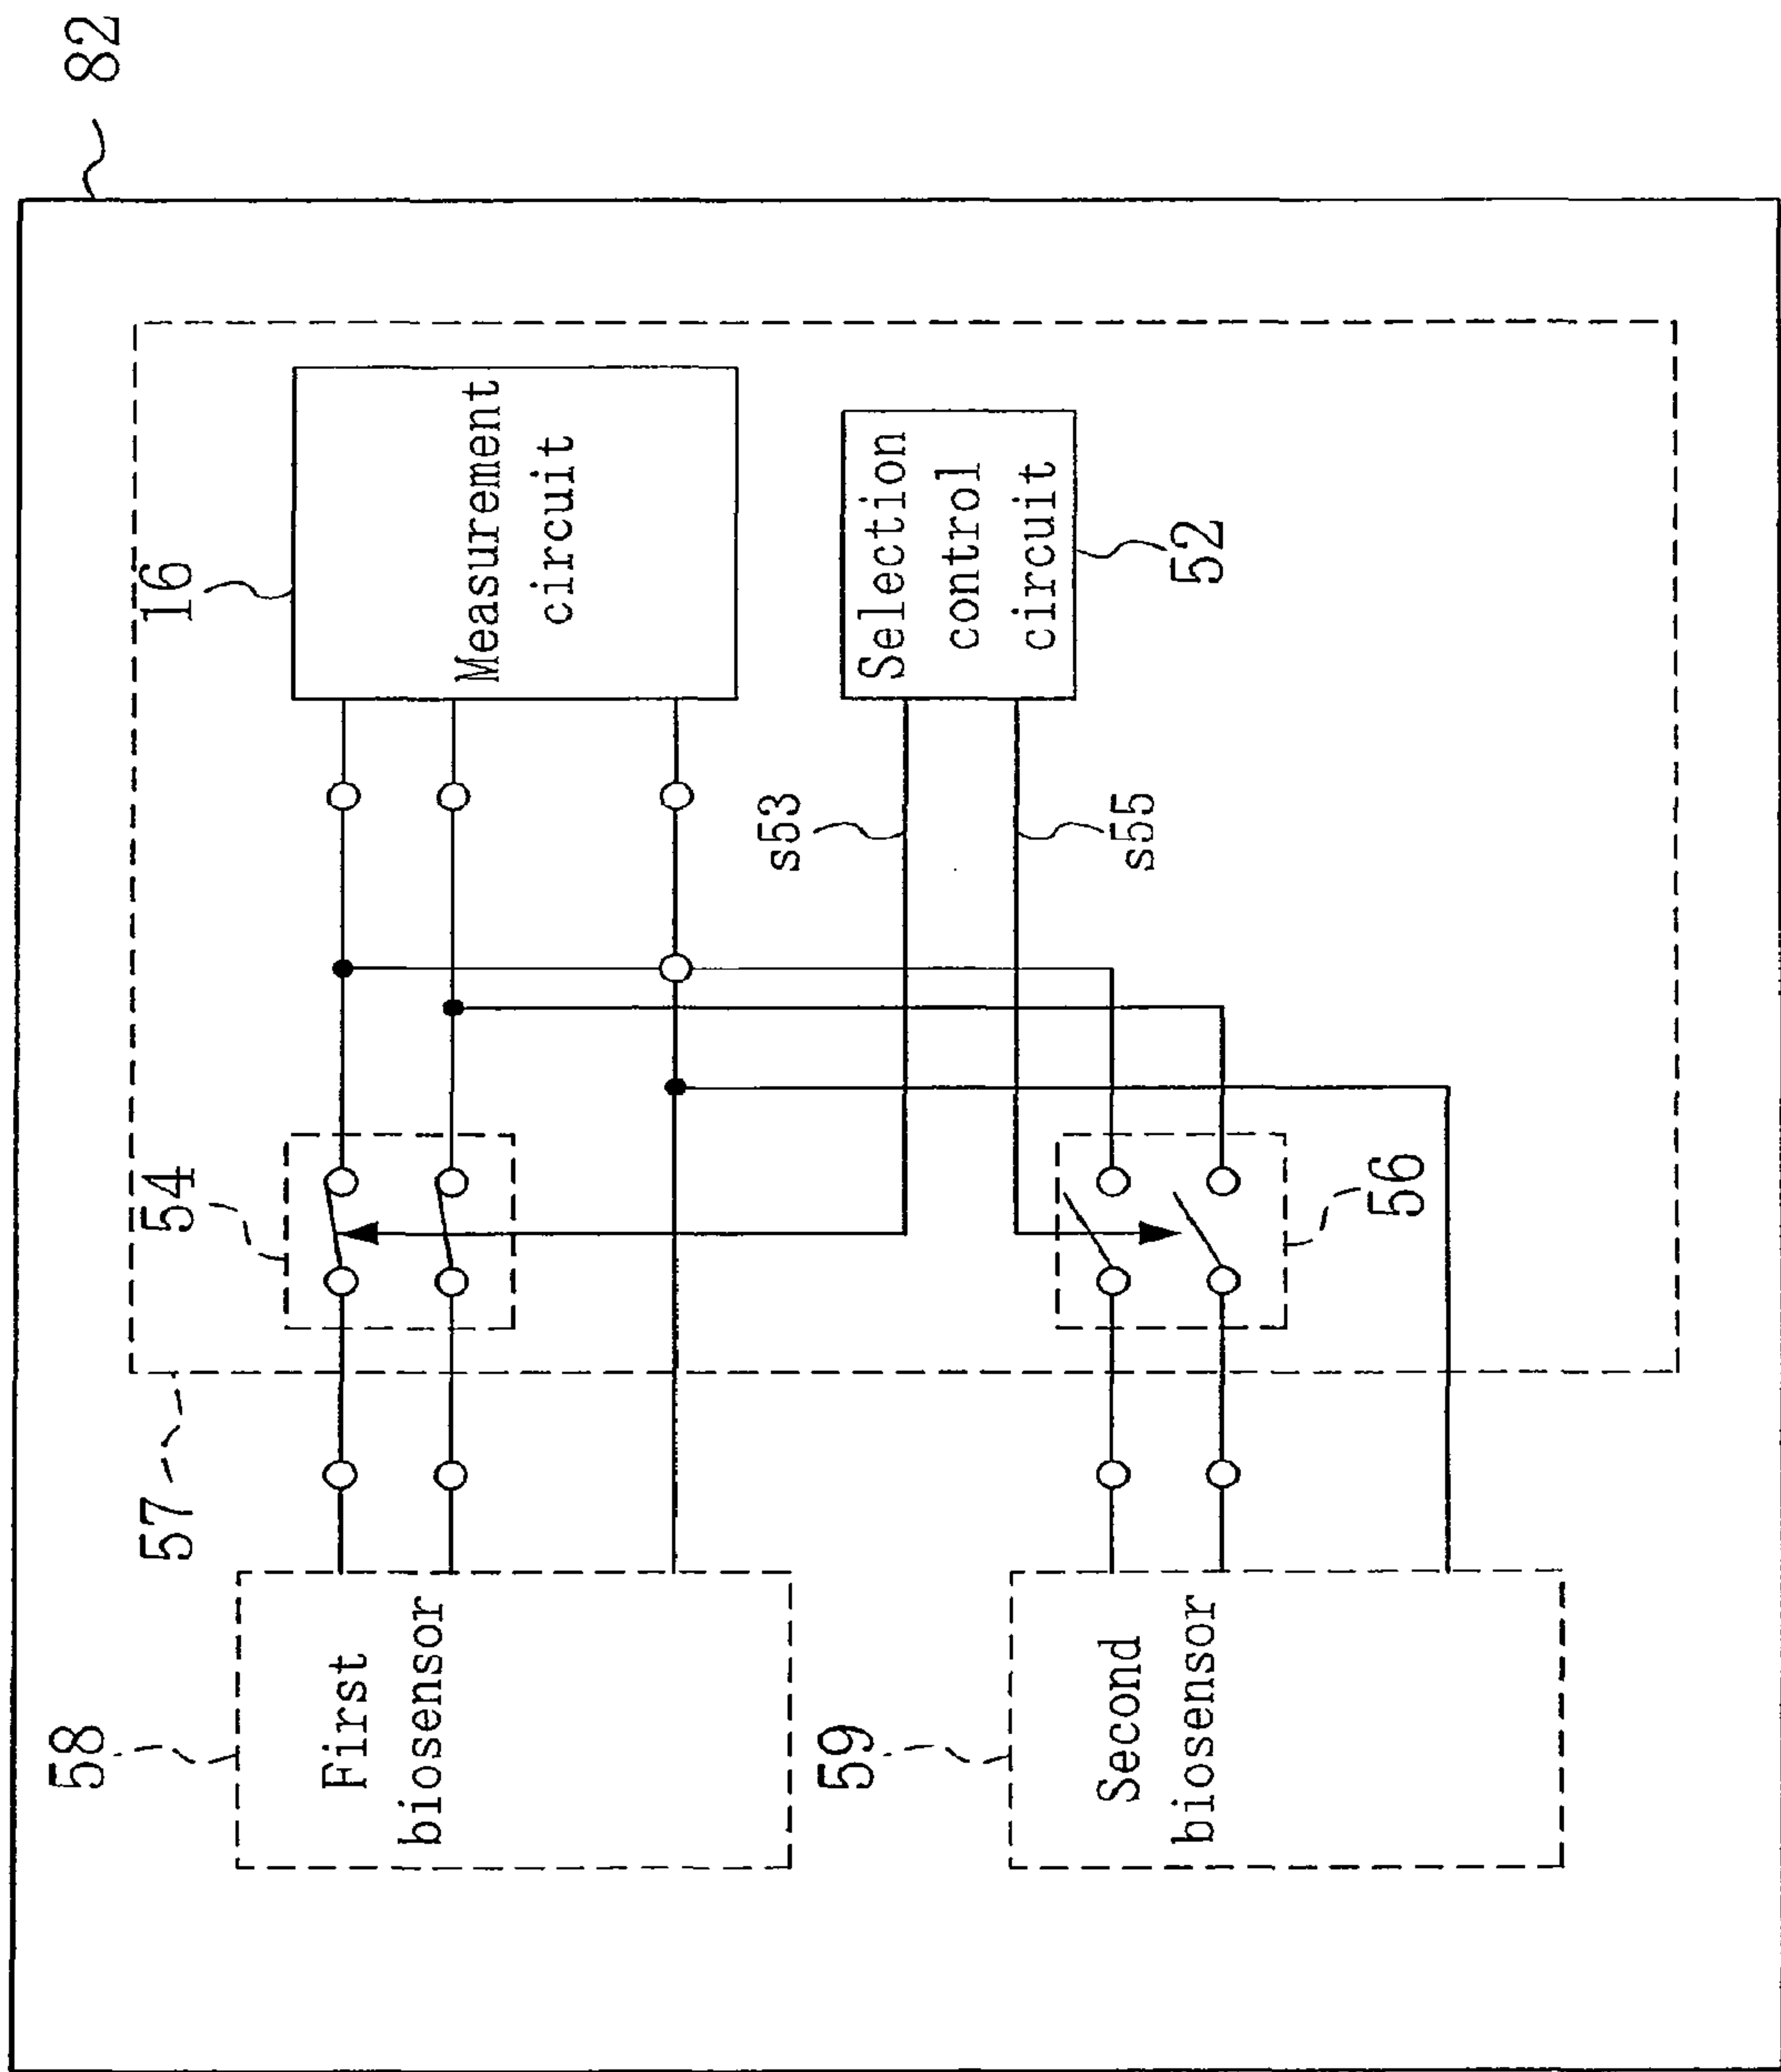 82
57
54
16
58
First
biosensor
Measurement
circuit
s53
Selection
control
circuit
52
s55
59
Second
biosensor
56